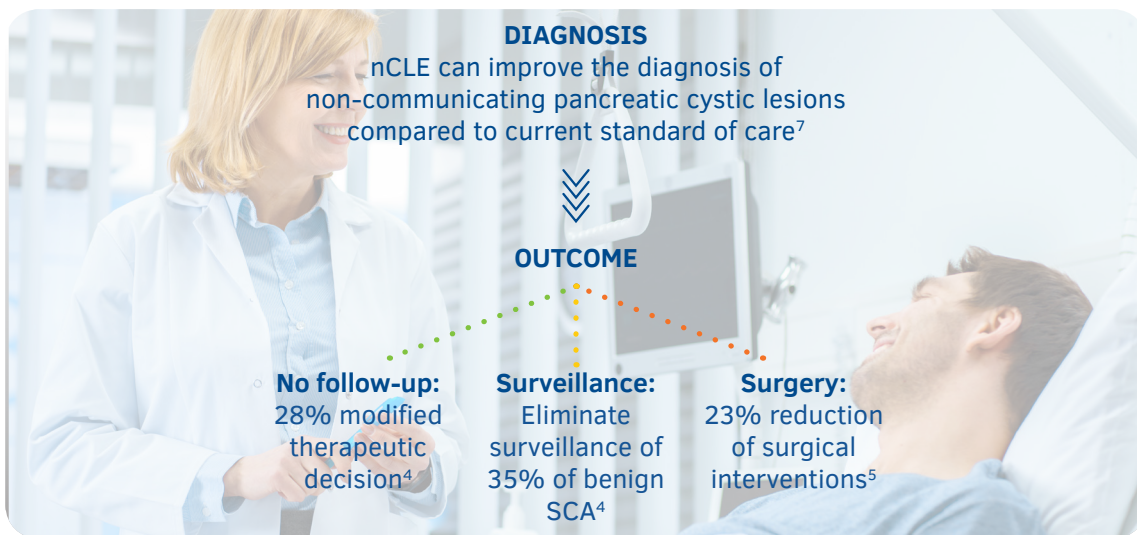 DIAGNOSIS
nCLE can improve the diagnosis of
non-communicating pancreatic cystic lesions
compared to current standard of care⁷
OUTCOME
No follow-up:
28% modified
therapeutic
decision⁴
Surveillance:
Eliminate
surveillance of
35% of benign
SCA⁴
Surgery:
23% reduction
of surgical
interventions⁵